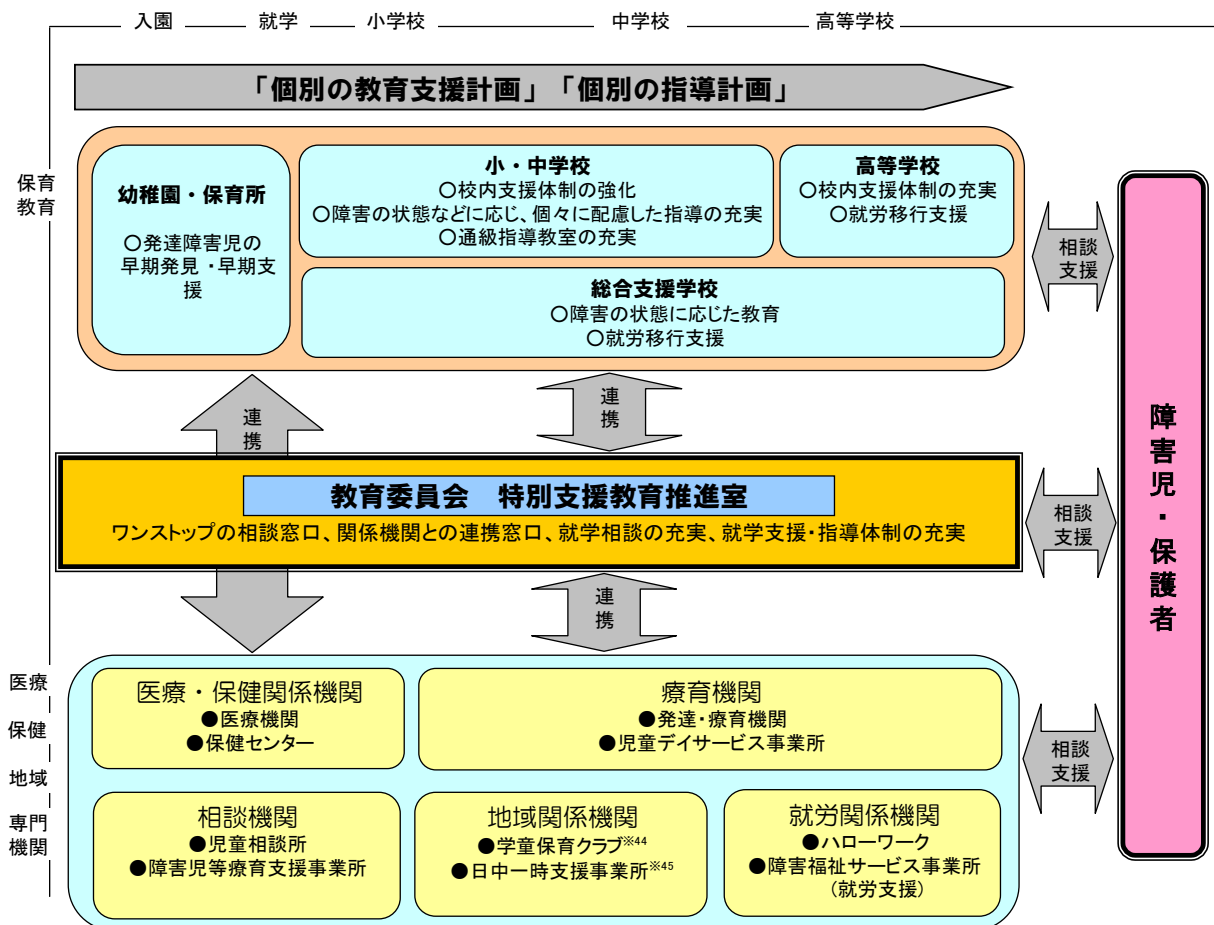 入園
就学
小学校
中学校
高等学校
「個別の教育支援計画」「個別の指導計画」
保育
教育
幼稚園・保育所
○発達障害児の
早期発見・早期支
援
小・中学校
○校内支援体制の強化
○障害の状態などに応じ、個々に配慮した指導の充実
○通級指導教室の充実
高等学校
○校内支援体制の充実
○就労移行支援
総合支援学校
○障害の状態に応じた教育
○就労移行支援
相談
支援
連
携
連
携
教育委員会　特別支援教育推進室
ワンストップの相談窓口、関係機関との連携窓口、就学相談の充実、就学支援・指導体制の充実
相談
支援
障害児・保護者
連
携
医療
保健
地域
専門
機関
医療・保健関係機関
●医療機関
●保健センター
療育機関
●発達・療育機関
●児童デイサービス事業所
相談
支援
相談機関
●児童相談所
●障害児等療育支援事業所
地域関係機関
●学童保育クラブ※44
●日中一時支援事業所※45
就労関係機関
●ハローワーク
●障害福祉サービス事業所
(就労支援)